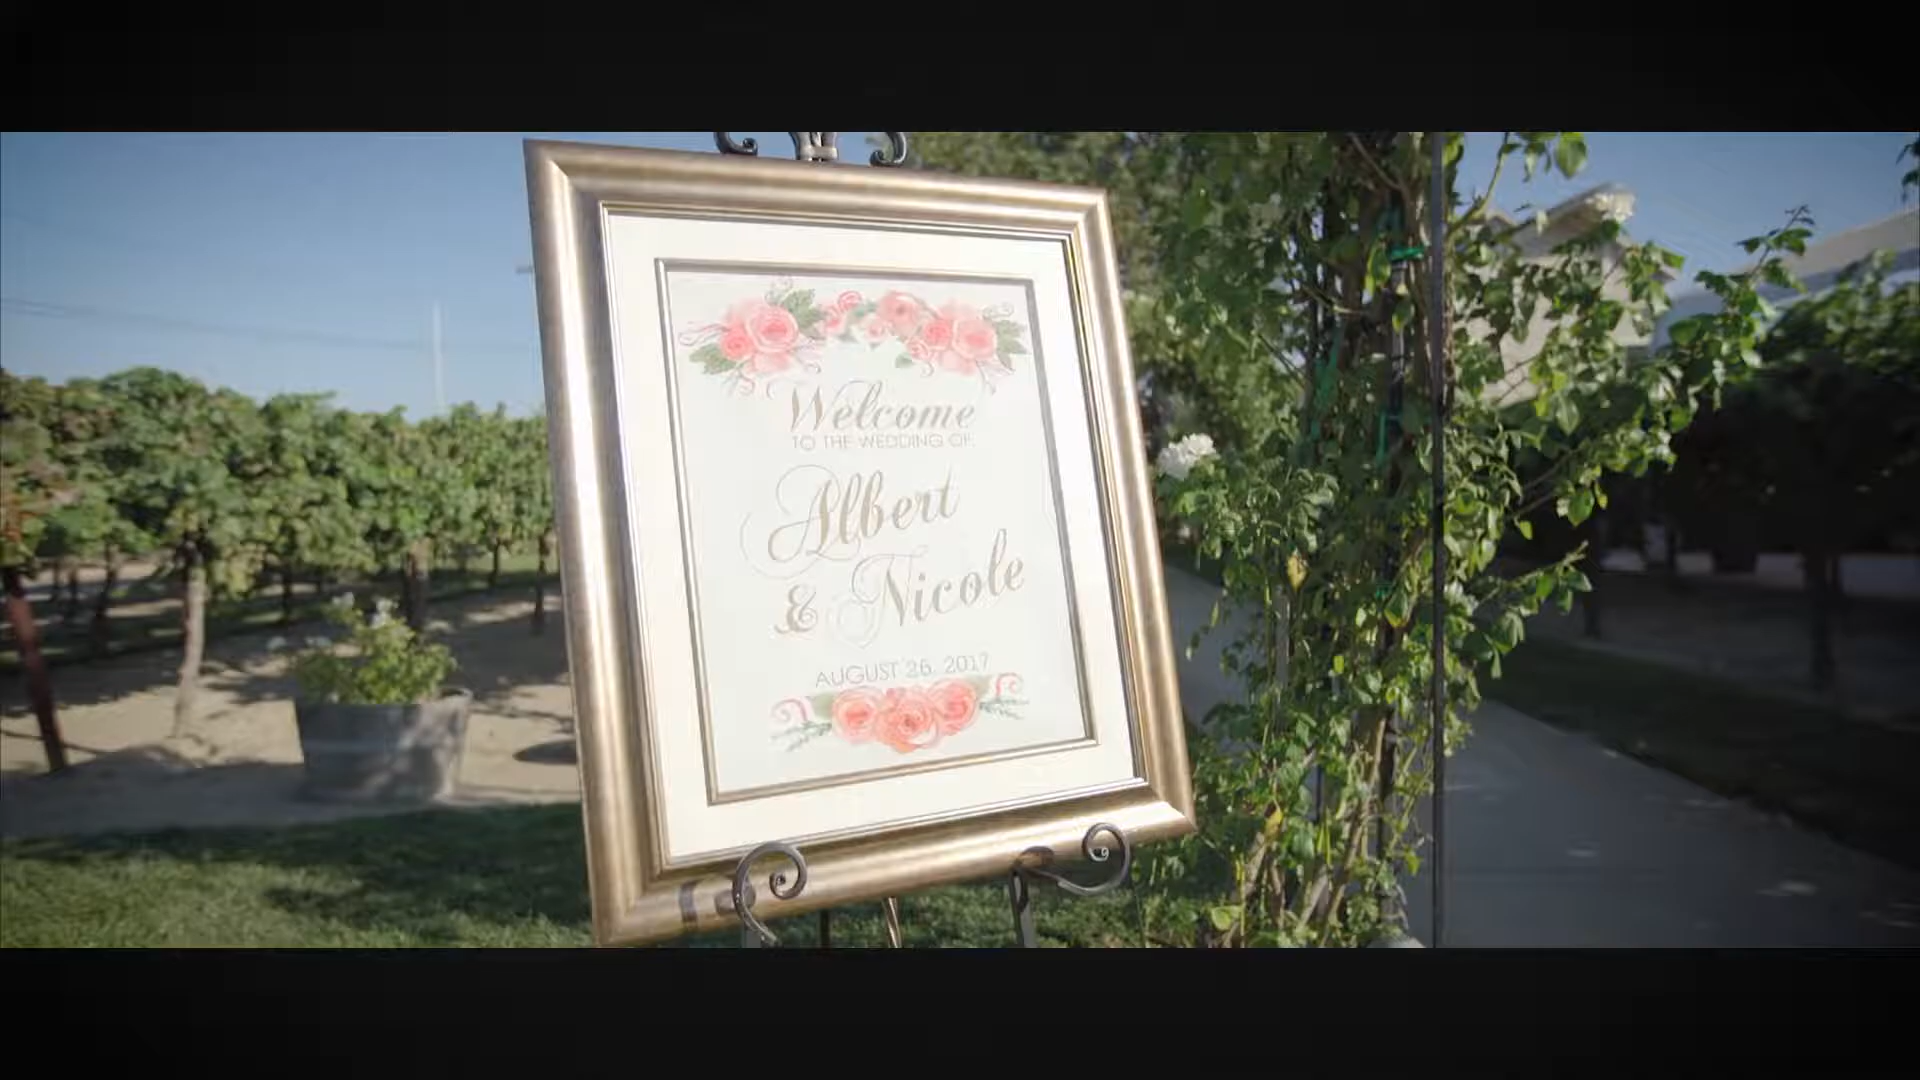 Welcome
TO THE WEDDING OF:
Albert
& Nicole
AUGUST 26, 2017